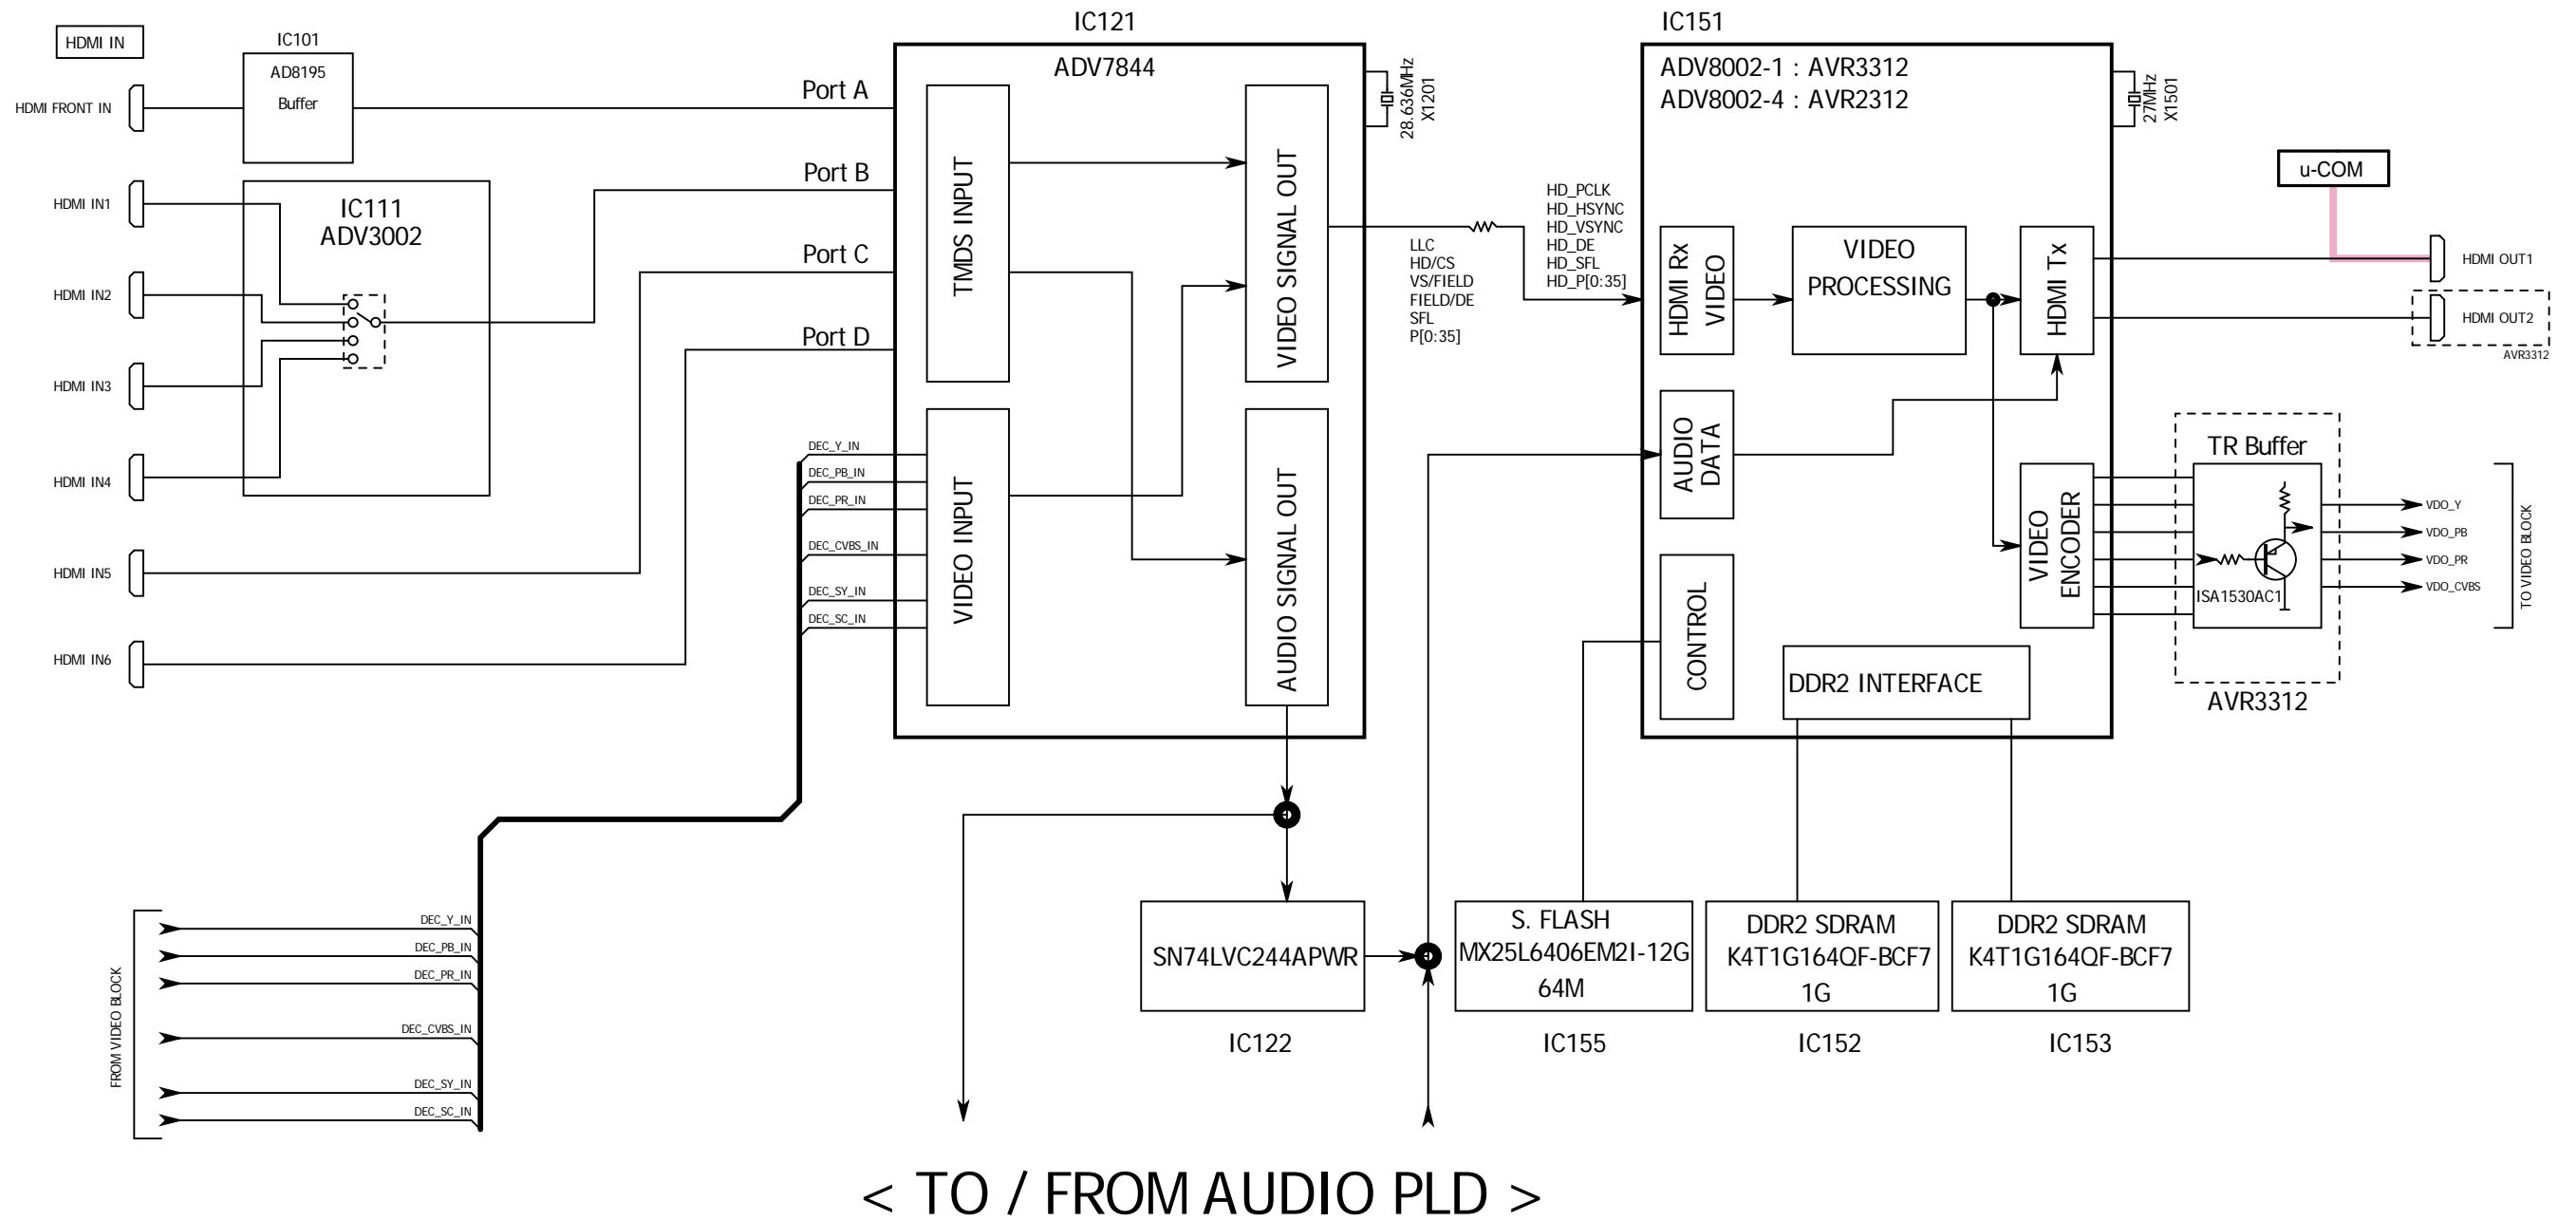 HDMI IN
HDMI FRONT IN
IC101
AD8195
Buffer
HDMI IN1
HDMI IN2
HDMI IN3
HDMI IN4
HDMI IN5
HDMI IN6
IC111
ADV3002
Port A
Port B
Port C
Port D
IC121
ADV7844
TMDS INPUT
VIDEO SIGNAL OUT
VIDEO INPUT
AUDIO SIGNAL OUT
28.636MHz
X1201
DEC_Y_IN
DEC_PB_IN
DEC_PR_IN
DEC_CVBS_IN
DEC_SY_IN
DEC_SC_IN
LLC
HD/CS
VS/FIELD
FIELD/DE
SFL
P[0:35]
HD_PCLK
HD_HSYNC
HD_VSYNC
HD_DE
HD_SFL
HD_P[0:35]
IC151
ADV8002-1 : AVR3312
ADV8002-4 : AVR2312
27MHz
X1501
HDMI Rx
VIDEO
VIDEO
PROCESSING
HDMI Tx
AUDIO
DATA
CONTROL
VIDEO
ENCODER
DDR2 INTERFACE
u-COM
HDMI OUT1
HDMI OUT2
AVR3312
TR Buffer
ISA1530AC1
AVR3312
VDO_Y
VDO_PB
VDO_PR
VDO_CVBS
TO VIDEO BLOCK
FROM VIDEO BLOCK
DEC_Y_IN
DEC_PB_IN
DEC_PR_IN
DEC_CVBS_IN
DEC_SY_IN
DEC_SC_IN
SN74LVC244APWR
IC122
S. FLASH
MX25L6406EM2I-12G
64M
IC155
DDR2 SDRAM
K4T1G164QF-BCF7
1G
IC152
DDR2 SDRAM
K4T1G164QF-BCF7
1G
IC153
< TO / FROM AUDIO PLD >